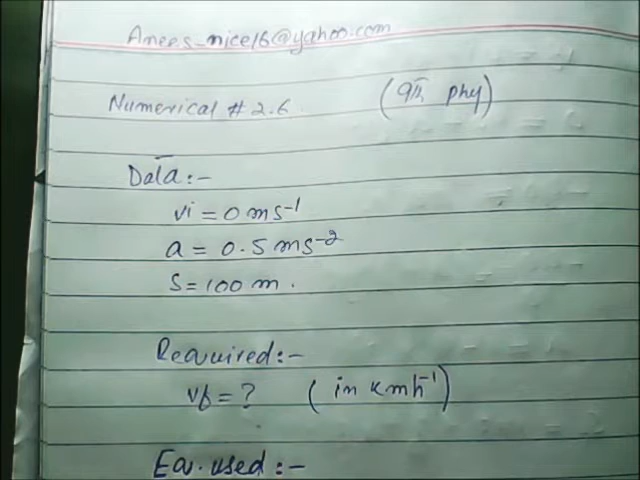 Anees_nice16@yahoo.com
Numerical # 2.6 (9th phy)
Data:-
vi = 0 ms⁻¹
a = 0.5 ms⁻²
S = 100 m.
Required:-
vf = ? (in Kmh⁻¹)
Eq. used:-